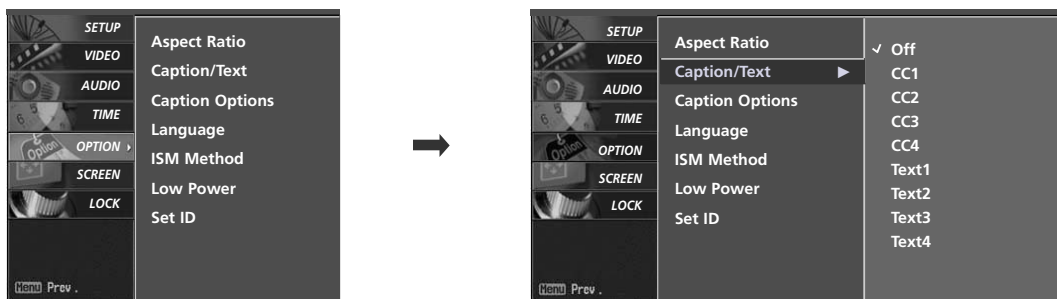 SETUP
VIDEO
AUDIO
TIME
OPTION
SCREEN
LOCK
Menu Prev .
Aspect Ratio
Caption/Text
Caption Options
Language
ISM Method
Low Power
Set ID
SETUP
VIDEO
AUDIO
TIME
OPTION
SCREEN
LOCK
Menu Prev .
Aspect Ratio
Caption/Text
Caption Options
Language
ISM Method
Low Power
Set ID
Off
CC1
CC2
CC3
CC4
Text1
Text2
Text3
Text4